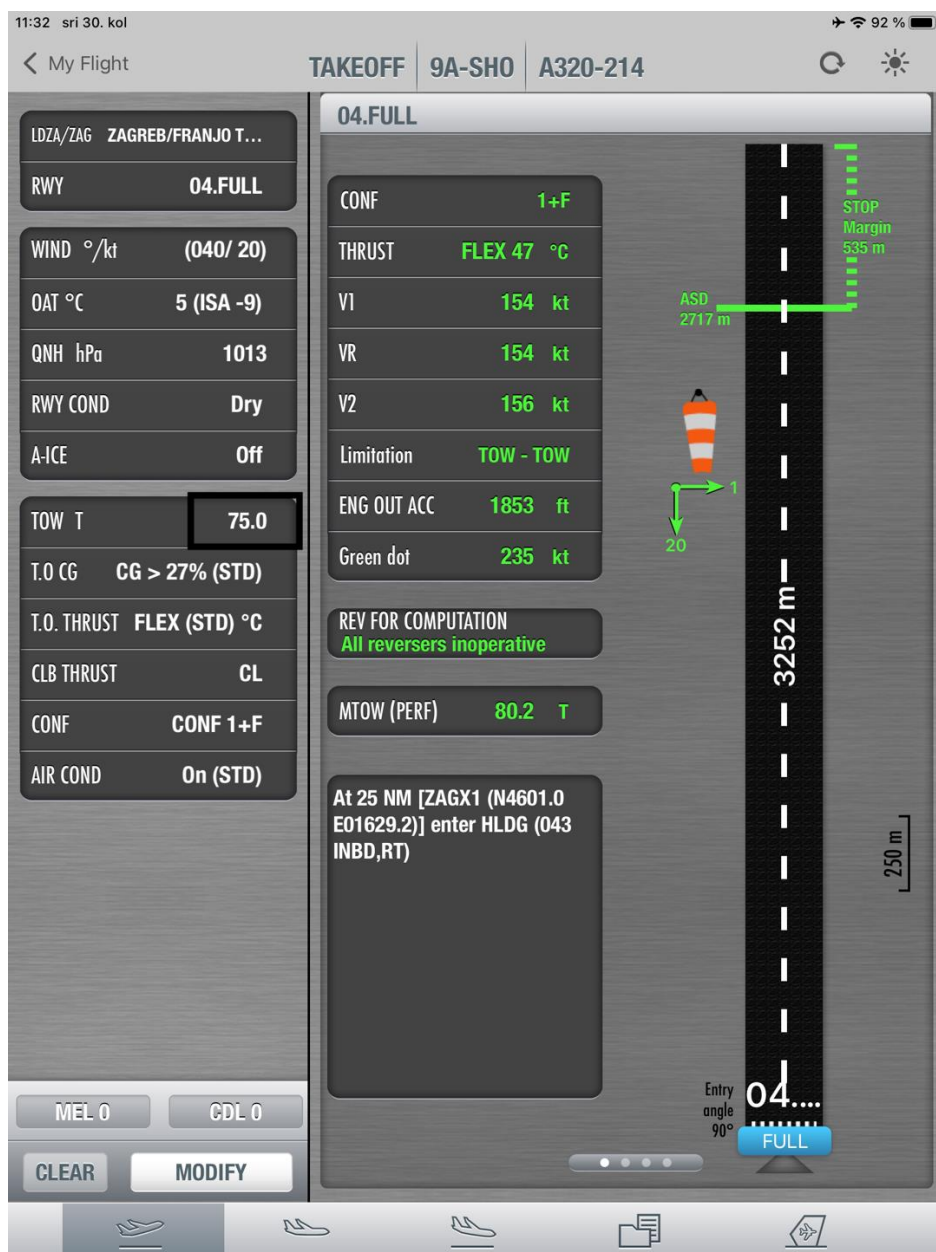 11:32 sri 30. kol 92 %
My Flight TAKEOFF 9A-SHO A320-214
LDZA/ZAG ZAGREB/FRANJO T...
RWY 04.FULL
WIND °/kt (040/ 20)
OAT °C 5 (ISA -9)
QNH hPa 1013
RWY COND Dry
A-ICE Off
TOW T 75.0
T.O CG CG > 27% (STD)
T.O. THRUST FLEX (STD) °C
CLB THRUST CL
CONF CONF 1+F
AIR COND On (STD)
MEL 0 CDL 0
CLEAR MODIFY
04.FULL
CONF 1+F
THRUST FLEX 47 °C
V1 154 kt
VR 154 kt
V2 156 kt
Limitation TOW - TOW
ENG OUT ACC 1853 ft
Green dot 235 kt
REV FOR COMPUTATION
All reversers inoperative
MTOW (PERF) 80.2 T
At 25 NM [ZAGX1 (N4601.0
E01629.2)] enter HLDG (043
INBD,RT)
STOP
Margin
535 m
ASD
2717 m
1
20
3252 m
250 m
Entry
angle
90°
04....
FULL